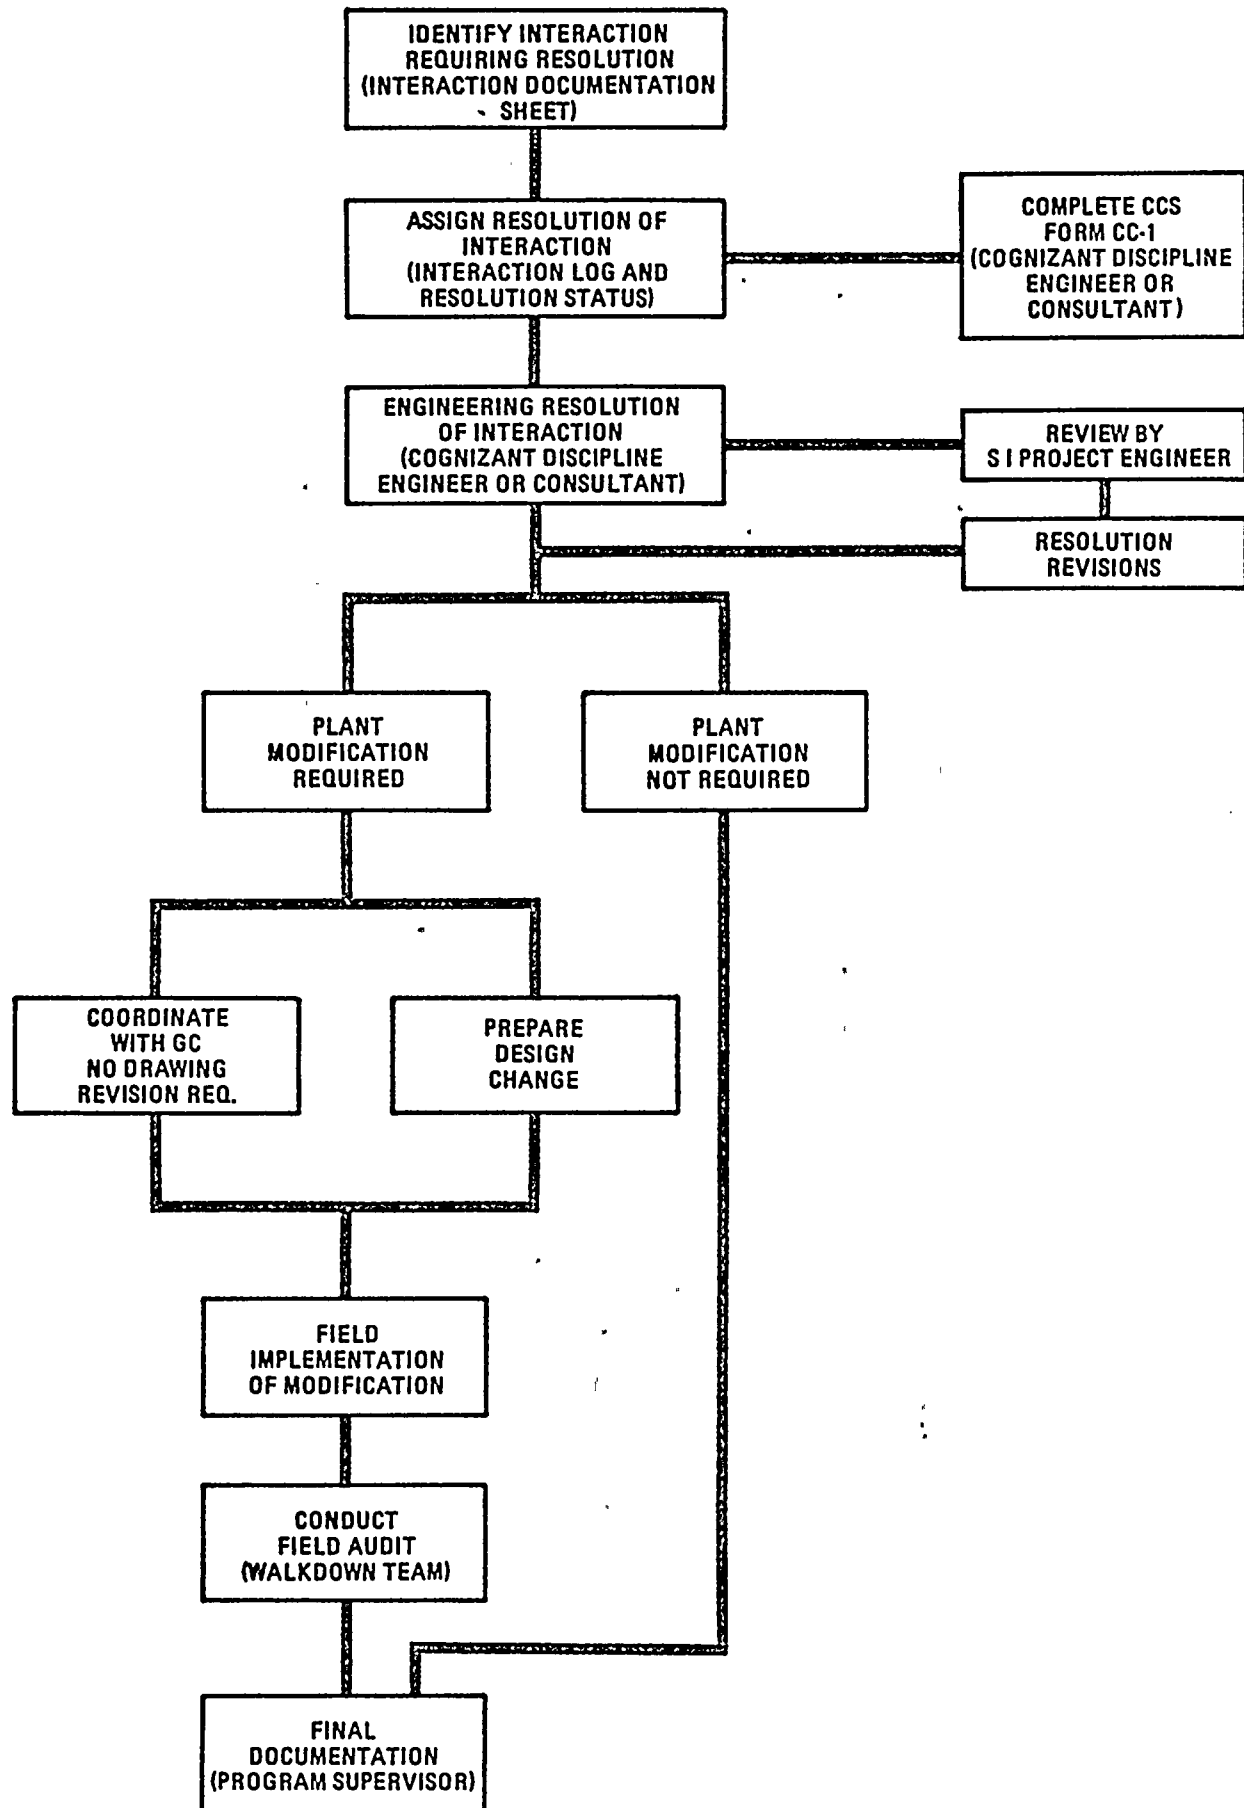 IDENTIFY INTERACTION
REQUIRING RESOLUTION
(INTERACTION DOCUMENTATION
SHEET)
ASSIGN RESOLUTION OF
INTERACTION
(INTERACTION LOG AND
RESOLUTION STATUS)
COMPLETE CCS
FORM CC-1
(COGNIZANT DISCIPLINE
ENGINEER OR
CONSULTANT)
ENGINEERING RESOLUTION
OF INTERACTION
(COGNIZANT DISCIPLINE
ENGINEER OR CONSULTANT)
REVIEW BY
S I PROJECT ENGINEER
RESOLUTION
REVISIONS
PLANT
MODIFICATION
REQUIRED
PLANT
MODIFICATION
NOT REQUIRED
COORDINATE
WITH GC
NO DRAWING
REVISION REQ.
PREPARE
DESIGN
CHANGE
FIELD
IMPLEMENTATION
OF MODIFICATION
CONDUCT
FIELD AUDIT
(WALKDOWN TEAM)
FINAL
DOCUMENTATION
(PROGRAM SUPERVISOR)